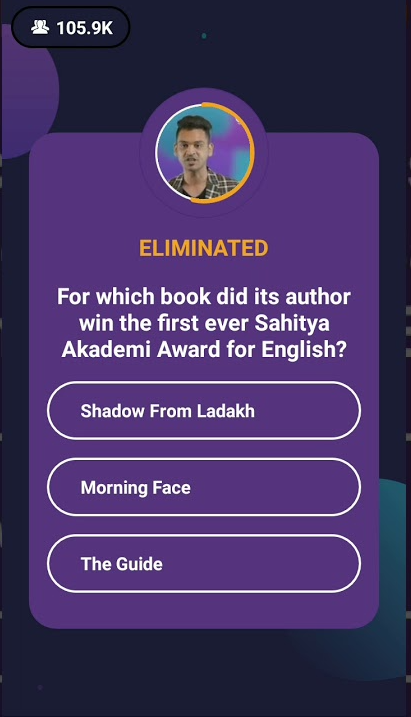 105.9K
ELIMINATED
For which book did its author
win the first ever Sahitya
Akademi Award for English?
Shadow From Ladakh
Morning Face
The Guide